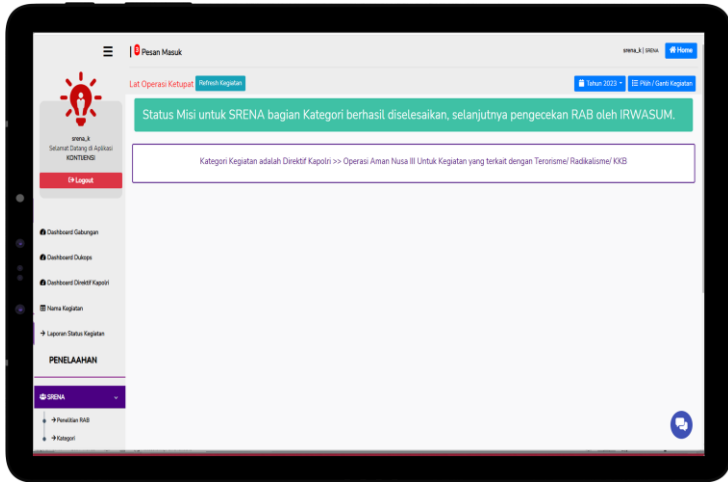 3 Pesan Masuk
srena_k | SRENA
Home
Lat Operasi Ketupat
Refresh Kegiatan
Tahun 2023
Pilih / Ganti Kegiatan
Status Misi untuk SRENA bagian Kategori berhasil diselesaikan, selanjutnya pengecekan RAB oleh IRWASUM.
Kategori Kegiatan adalah Direktif Kapolri >> Operasi Aman Nusa III Untuk Kegiatan yang terkait dengan Terorisme/ Radikalisme/ KKB
srena_k
Selamat Datang di Aplikasi
KONTIJENSI
Logout
Dashboard Gabungan
Dashboard Dukops
Dashboard Direktif Kapolri
Nama Kegiatan
Laporan Status Kegiatan
PENELAAHAN
SRENA
Penelitian RAB
Kategori